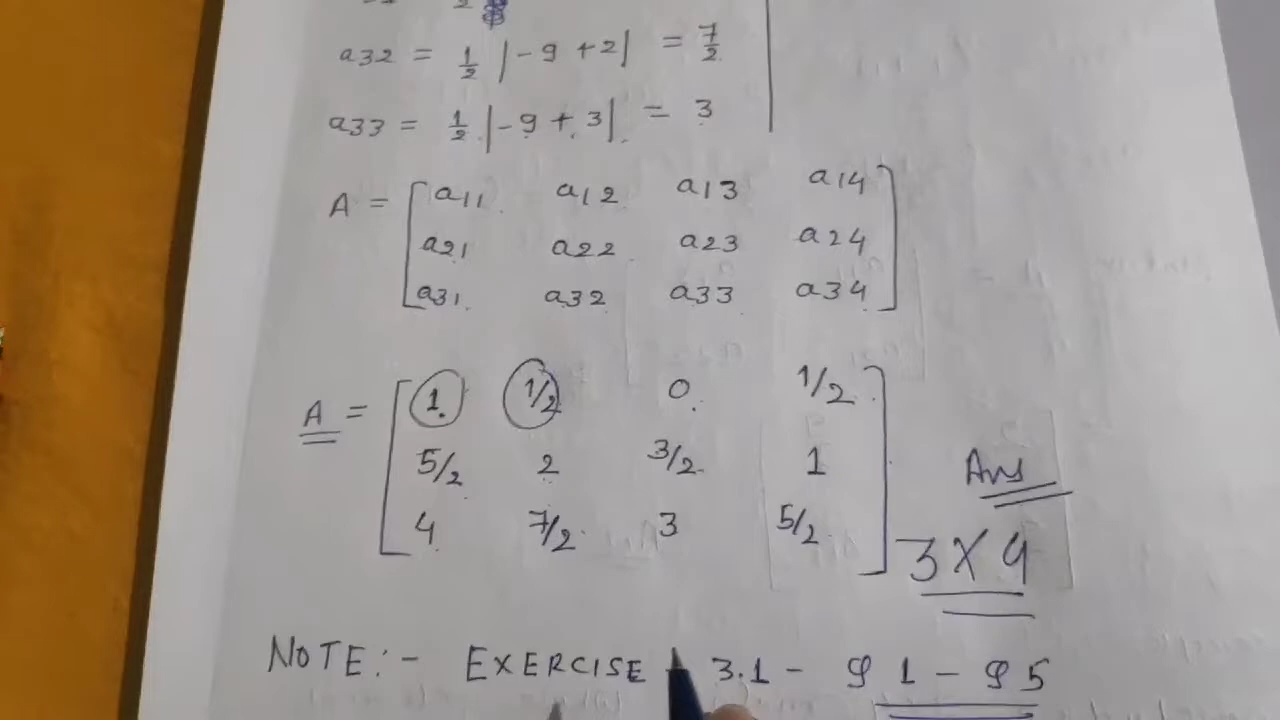 a32 = 1/2 |-9 + 2| = 7/2
a33 = 1/2 |-9 + 3| = 3
A = [ a11 a12 a13 a14
a21 a22 a23 a24
a31 a32 a33 a34 ]
A = [ 1 1/2 0 1/2
5/2 2 3/2 1
4 7/2 3 5/2 ]
Ans
3 X 4
NOTE:- EXERCISE - 3.1 - Q 1 - Q 5